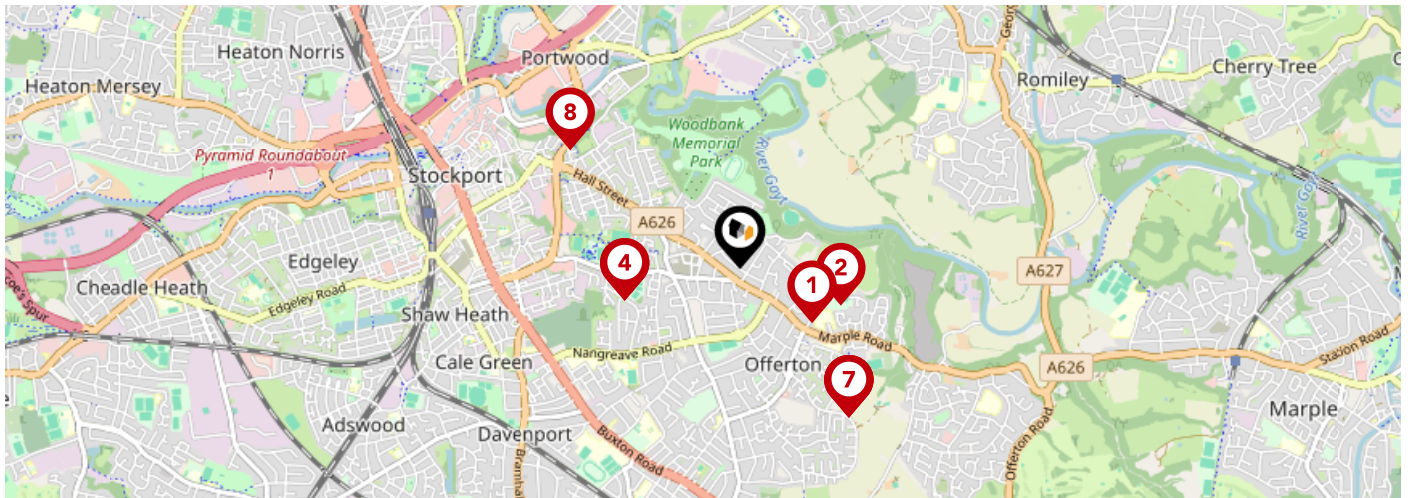 Heaton Norris
Portwood
Romiley
Cherry Tree
Heaton Mersey
8
Woodbank
Memorial
Park
Pyramid Roundabout
1
Stockport
Hall Street
River Goyt
River Goyt
A626
Edgeley
4
2
1
A627
Cheadle Heath
Edgeley Road
Shaw Heath
Marple Road
Nangreave Road
Cale Green
Offerton
7
A626
Station Road
Marple
Adswood
Davenport
Buxton Road
Offerton Road